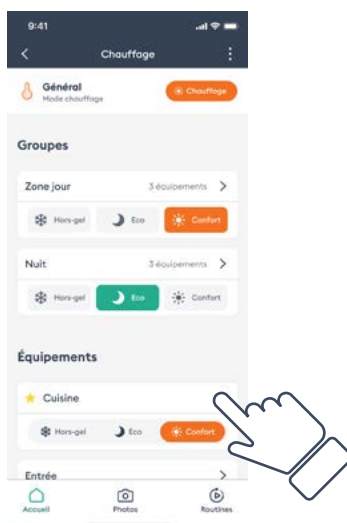 9:41
Chauffage
Général
Mode chauffage
Chauffage
Groupes
Zone jour 3 équipements
Hors-gel Eco Confort
Nuit 3 équipements
Hors-gel Eco Confort
Équipements
Cuisine
Hors-gel Eco Confort
Entrée
Accueil Photos Routines